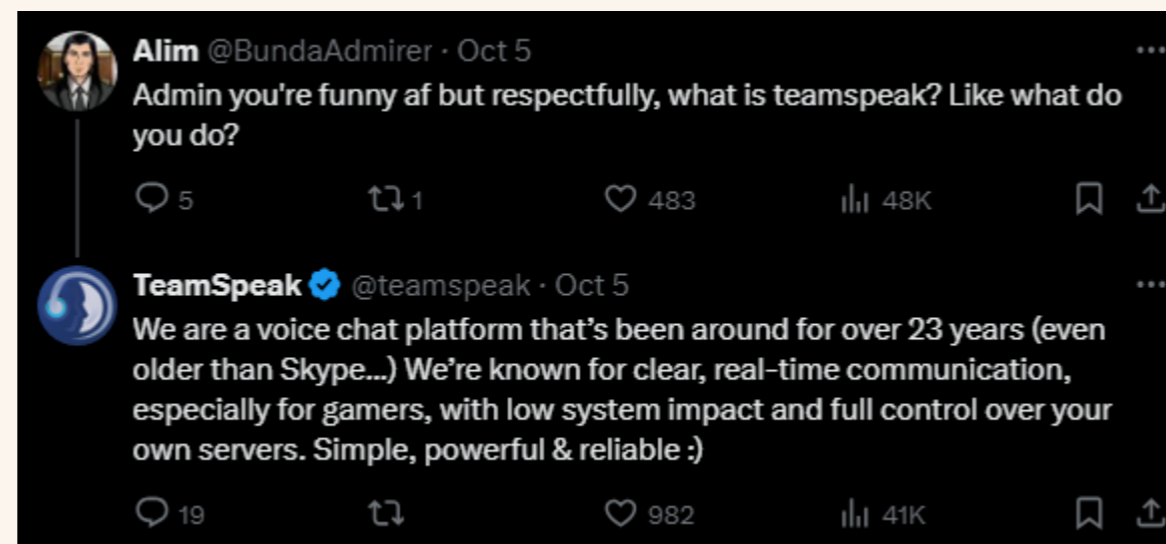 Alim @BundaAdmirer · Oct 5
Admin you're funny af but respectfully, what is teamspeak? Like what do
you do?
5 1 483 48K
TeamSpeak @teamspeak · Oct 5
We are a voice chat platform that’s been around for over 23 years (even
older than Skype...) We’re known for clear, real-time communication,
especially for gamers, with low system impact and full control over your
own servers. Simple, powerful & reliable :)
19 982 41K